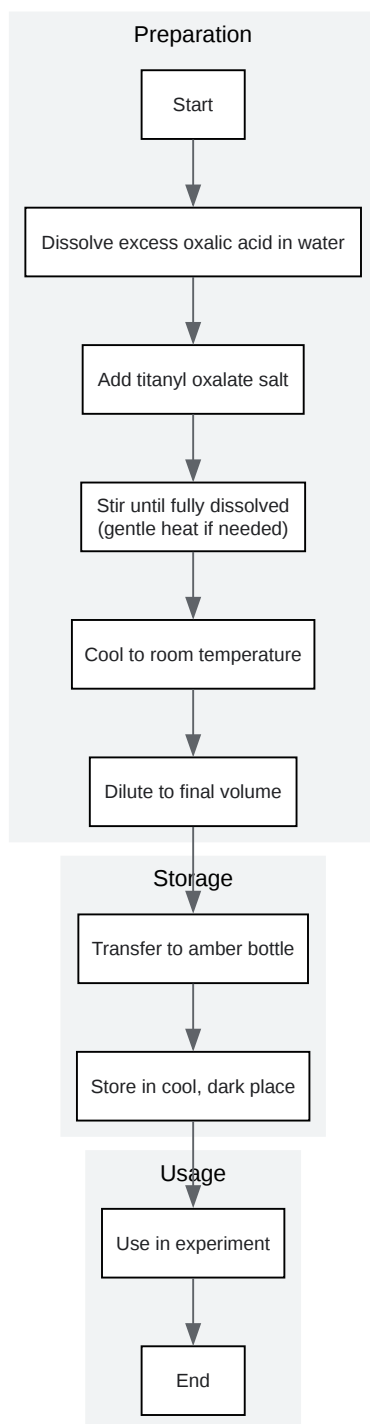 Preparation
Start
Dissolve excess oxalic acid in water
Add titanyl oxalate salt
Stir until fully dissolved
(gentle heat if needed)
Cool to room temperature
Dilute to final volume
Storage
Transfer to amber bottle
Store in cool, dark place
Usage
Use in experiment
End